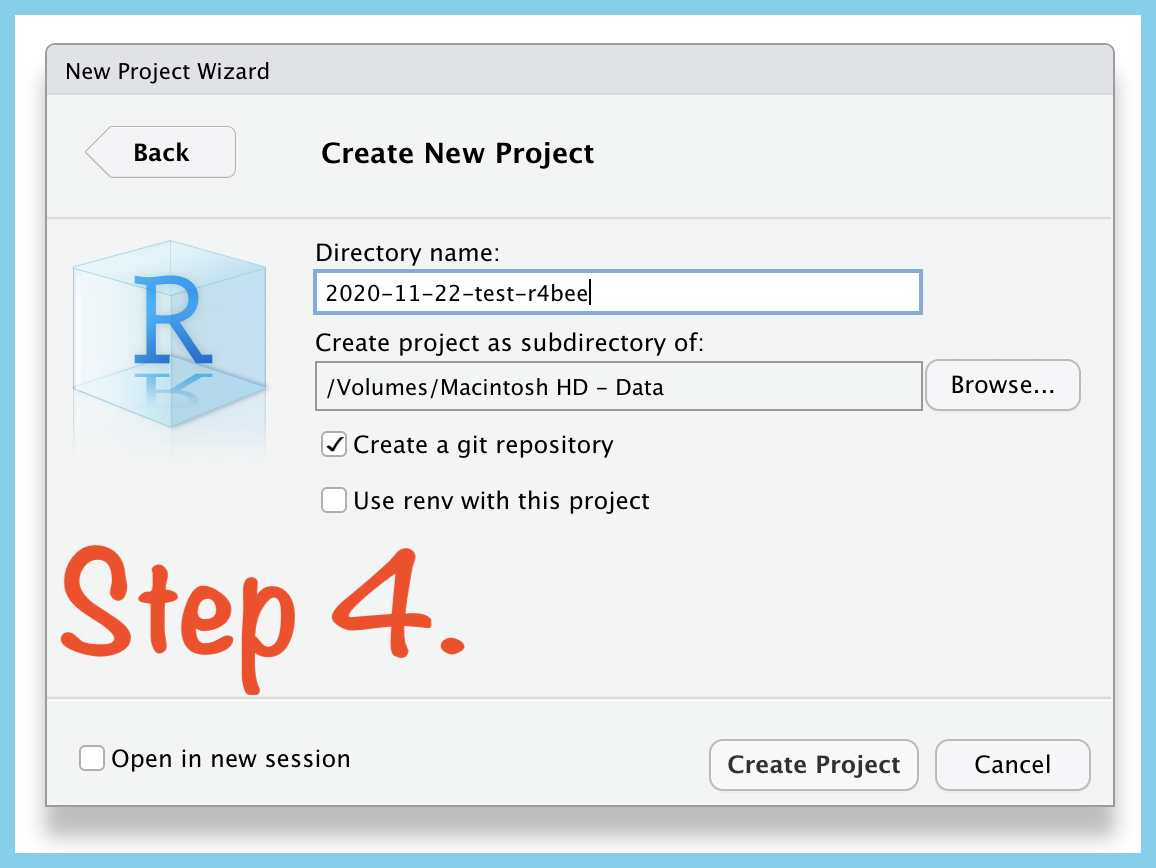 New Project Wizard
Back
Create New Project
R
Directory name:
2020-11-22-test-r4bee
Create project as subdirectory of:
/Volumes/Macintosh HD - Data
Browse...
Create a git repository
Use renv with this project
Step 4.
Open in new session
Create Project
Cancel